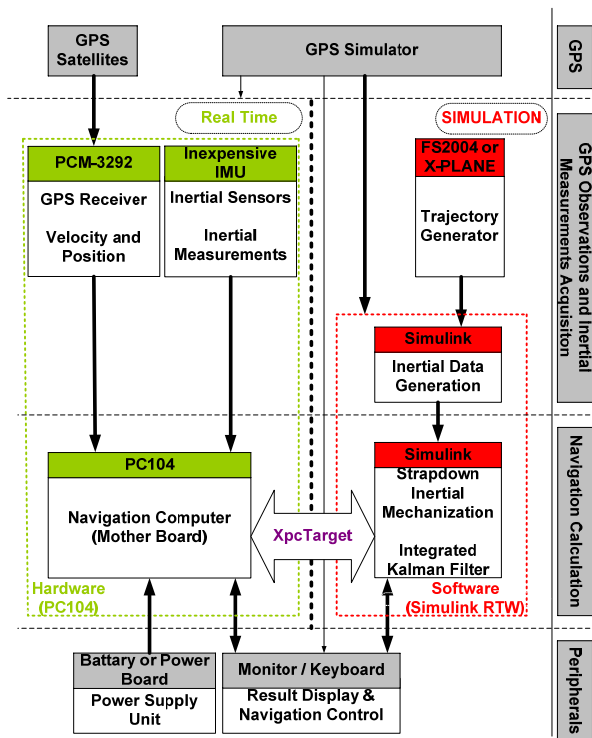 GPS
Satellites
GPS Simulator
GPS
Real Time
SIMULATION
PCM-3292
GPS Receiver
Velocity and
Position
Inexpensive
IMU
Inertial Sensors
Inertial
Measurements
FS2004 or
X-PLANE
Trajectory
Generator
GPS Observations and Inertial
Measurements Acquisiton
Simulink
Inertial Data
Generation
PC104
Navigation Computer
(Mother Board)
XpcTarget
Simulink
Strapdown
Inertial
Mechanization
Integrated
Kalman Filter
Navigation Calculation
Hardware
(PC104)
Software
(Simulink RTW)
Battary or Power
Board
Power Supply
Unit
Monitor / Keyboard
Result Display &
Navigation Control
Peripherals